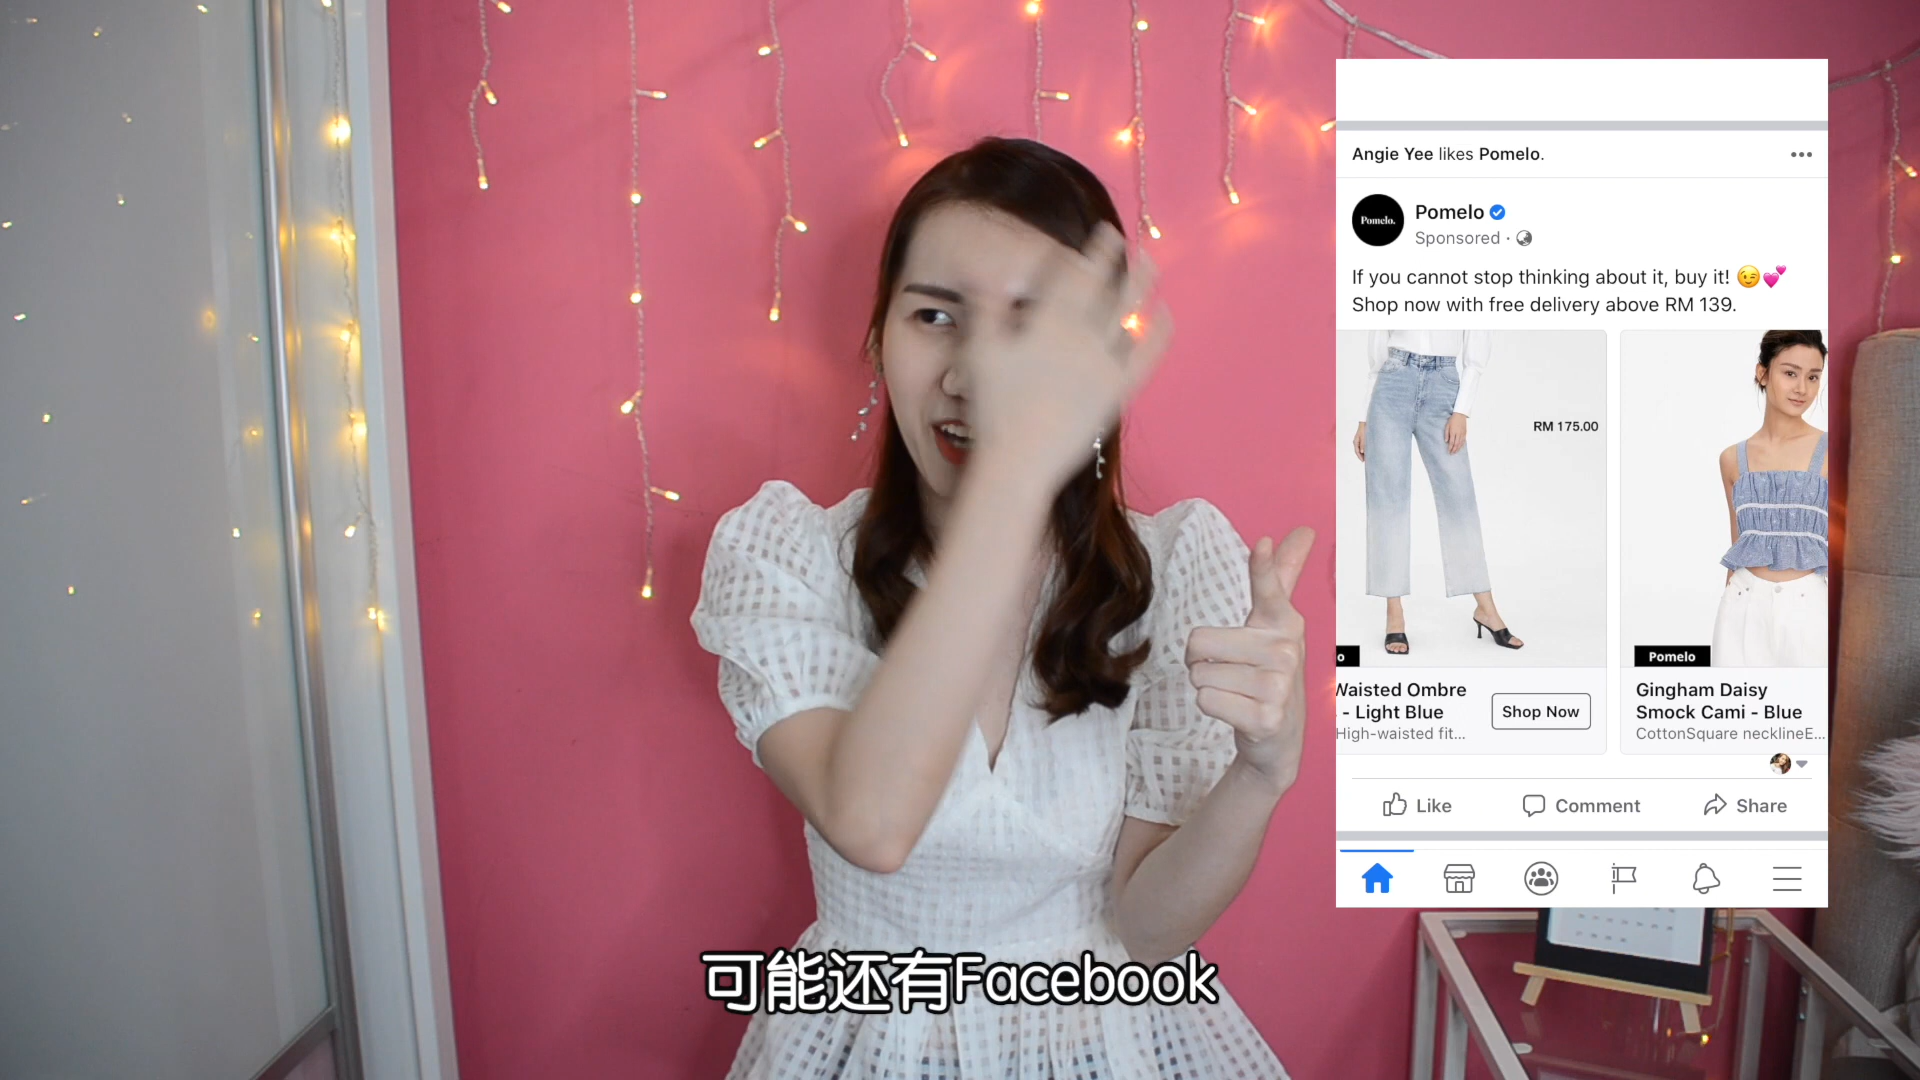 Angie Yee likes Pomelo.
Pomelo.
Pomelo
Sponsored ·
If you cannot stop thinking about it, buy it! 😉💕
Shop now with free delivery above RM 139.
RM 175.00
o
Pomelo
Waisted Ombre
- Light Blue
High-waisted fit...
Shop Now
Gingham Daisy
Smock Cami - Blue
CottonSquare necklineE...
Like
Comment
Share
可能还有Facebook